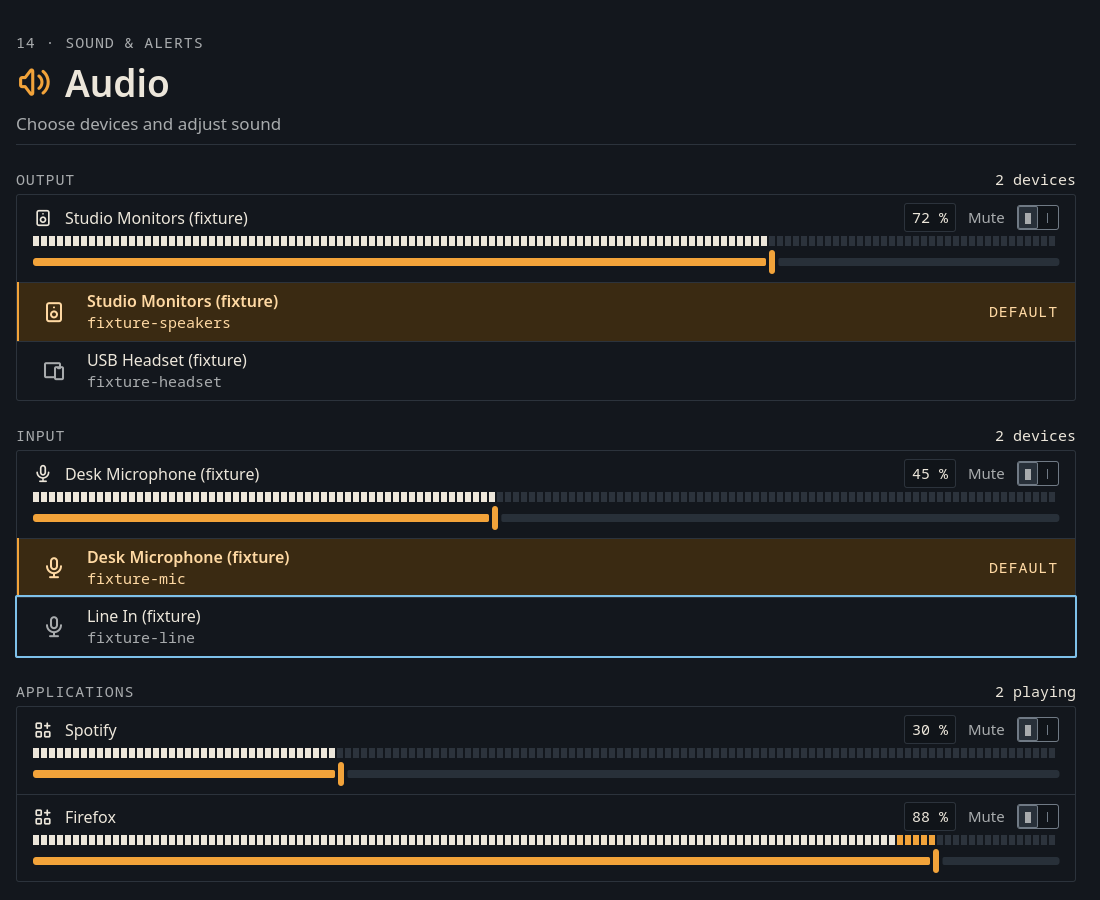 14 · SOUND & ALERTS
Audio
Choose devices and adjust sound
OUTPUT 2 devices
Studio Monitors (fixture) 72 % Mute
Studio Monitors (fixture)
fixture-speakers
DEFAULT
USB Headset (fixture)
fixture-headset
INPUT 2 devices
Desk Microphone (fixture) 45 % Mute
Desk Microphone (fixture)
fixture-mic
DEFAULT
Line In (fixture)
fixture-line
APPLICATIONS 2 playing
Spotify 30 % Mute
Firefox 88 % Mute